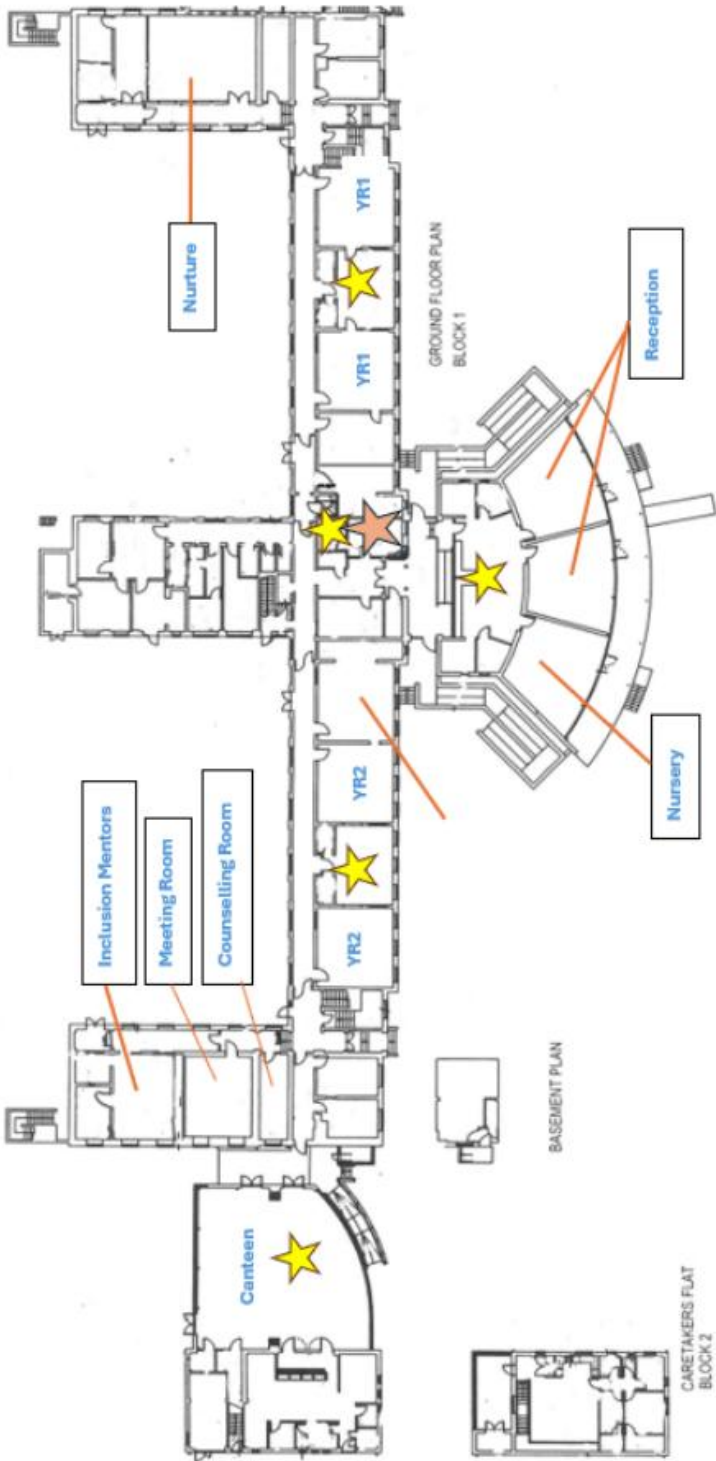 Canteen
Inclusion Mentors
Meeting Room
Counselling Room
Nurture
YR2
YR2
YR1
YR1
GROUND FLOOR PLAN
BLOCK 1
Nursery
Reception
BASEMENT PLAN
CARETAKERS FLAT
BLOCK 2